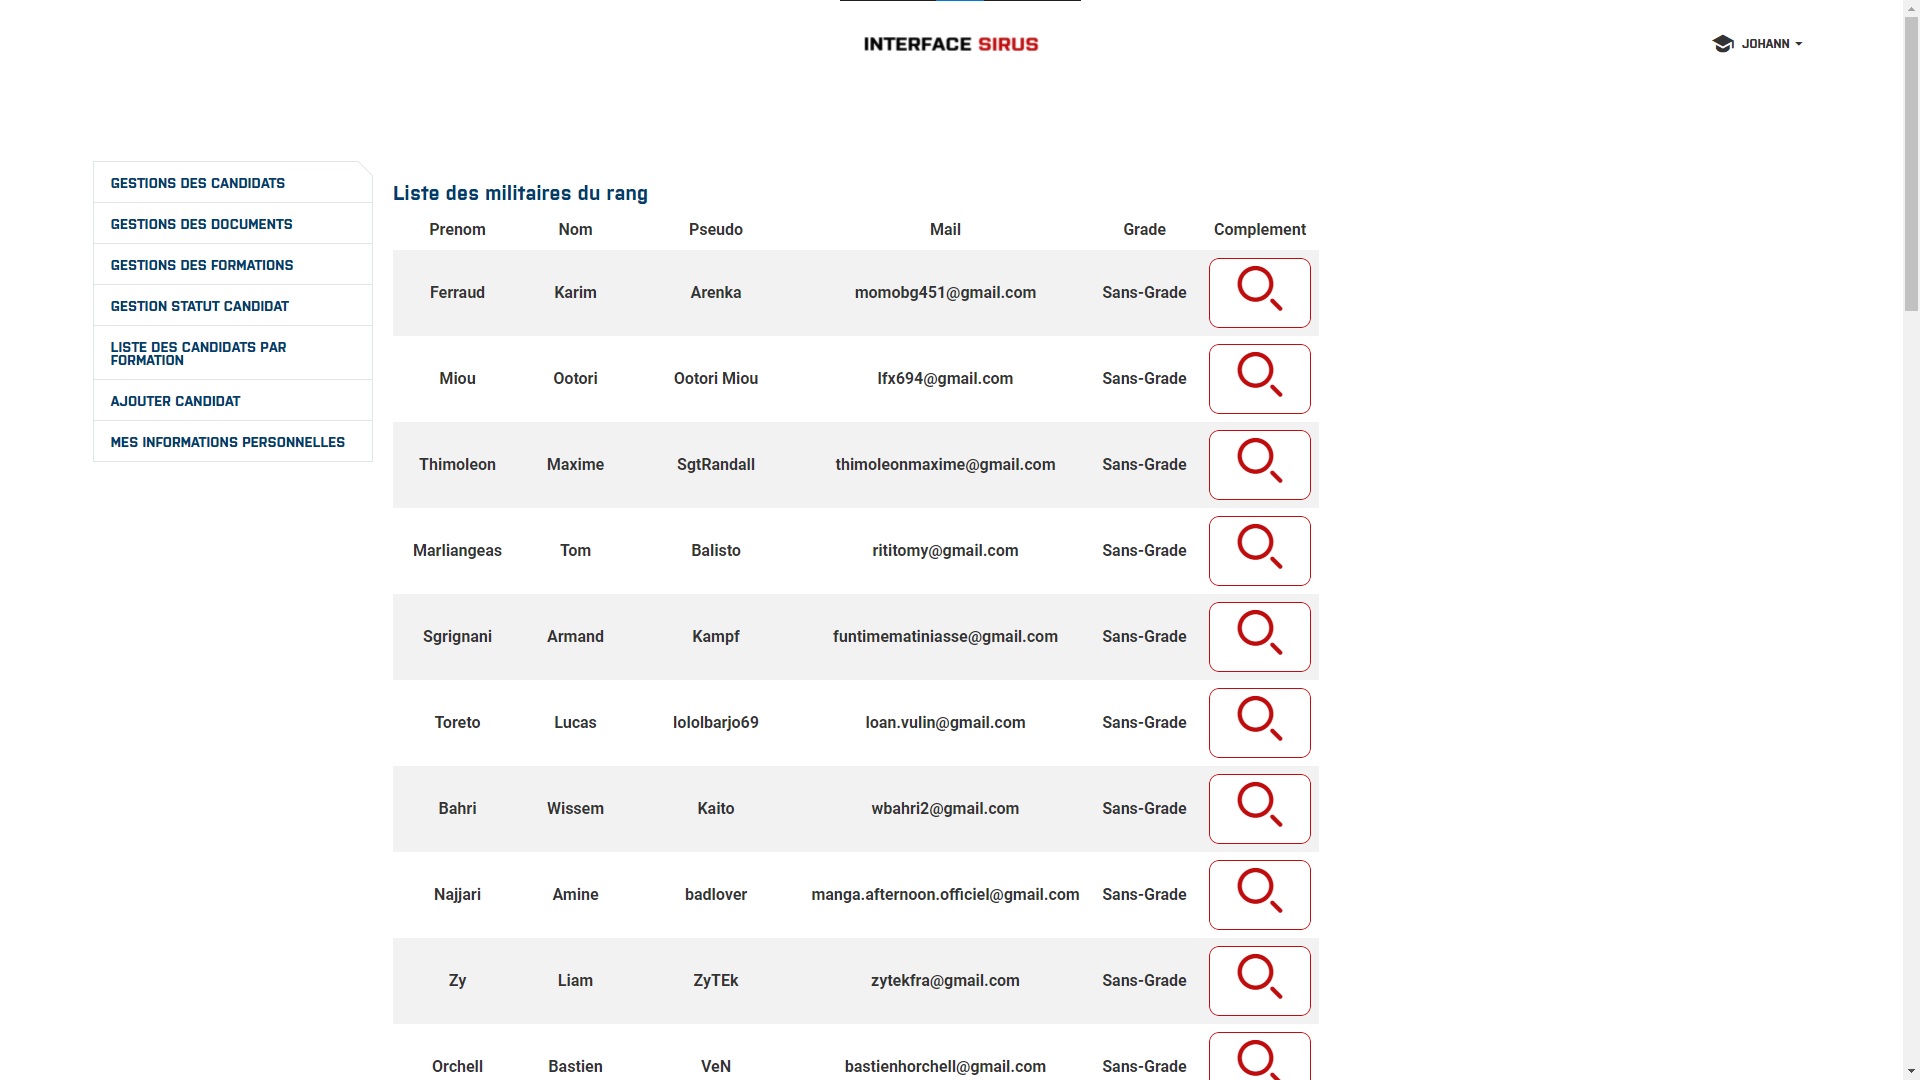 INTERFACE SIRUS
JOHANN
GESTIONS DES CANDIDATS
GESTIONS DES DOCUMENTS
GESTIONS DES FORMATIONS
GESTION STATUT CANDIDAT
LISTE DES CANDIDATS PAR
FORMATION
AJOUTER CANDIDAT
MES INFORMATIONS PERSONNELLES
Liste des militaires du rang
Prenom Nom Pseudo Mail Grade Complement
Ferraud Karim Arenka momobg451@gmail.com Sans-Grade
Miou Ootori Ootori Miou lfx694@gmail.com Sans-Grade
Thimoleon Maxime SgtRandall thimoleonmaxime@gmail.com Sans-Grade
Marliangeas Tom Balisto rititomy@gmail.com Sans-Grade
Sgrignani Armand Kampf funtimematiniasse@gmail.com Sans-Grade
Toreto Lucas lololbarjo69 loan.vulin@gmail.com Sans-Grade
Bahri Wissem Kaito wbahri2@gmail.com Sans-Grade
Najjari Amine badlover manga.afternoon.officiel@gmail.com Sans-Grade
Zy Liam ZyTEk zytekfra@gmail.com Sans-Grade
Orchell Bastien VeN bastienhorchell@gmail.com Sans-Grade